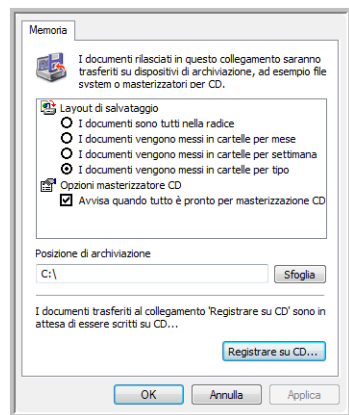 Memoria
I documenti rilasciati in questo collegamento saranno
trasferiti su dispositivi di archiviazione, ad esempio file
system o masterizzatori per CD.
Layout di salvataggio
I documenti sono tutti nella radice
I documenti vengono messi in cartelle per mese
I documenti vengono messi in cartelle per settimana
I documenti vengono messi in cartelle per tipo
Opzioni masterizzatore CD
Avvisa quando tutto è pronto per masterizzazione CD
Posizione di archiviazione
C:\
Sfoglia
I documenti trasferiti al collegamento 'Registrare su CD' sono in
attesa di essere scritti su CD...
Registrare su CD...
OK Annulla Applica